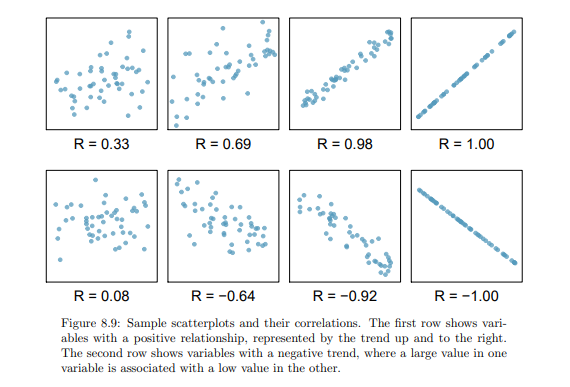 R = 0.33 R = 0.69 R = 0.98 R = 1.00
R = 0.08 R = −0.64 R = −0.92 R = −1.00
Figure 8.9: Sample scatterplots and their correlations. The first row shows vari-
ables with a positive relationship, represented by the trend up and to the right.
The second row shows variables with a negative trend, where a large value in one
variable is associated with a low value in the other.